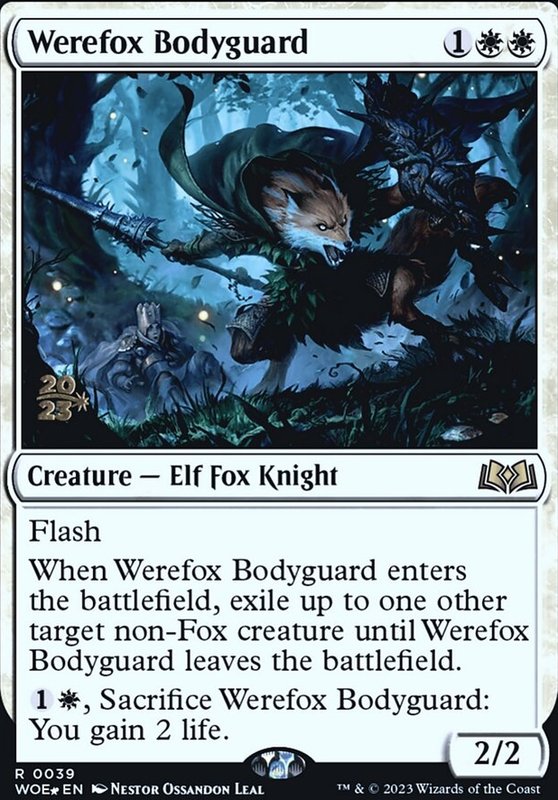 Werefox Bodyguard 1
20
23
Creature — Elf Fox Knight
Flash
When Werefox Bodyguard enters
the battlefield, exile up to one other
target non-Fox creature until Werefox
Bodyguard leaves the battlefield.
1, Sacrifice Werefox Bodyguard:
You gain 2 life.
2/2
R 0039
WOE★EN Nestor Ossandon Leal
™ & © 2023 Wizards of the Coast